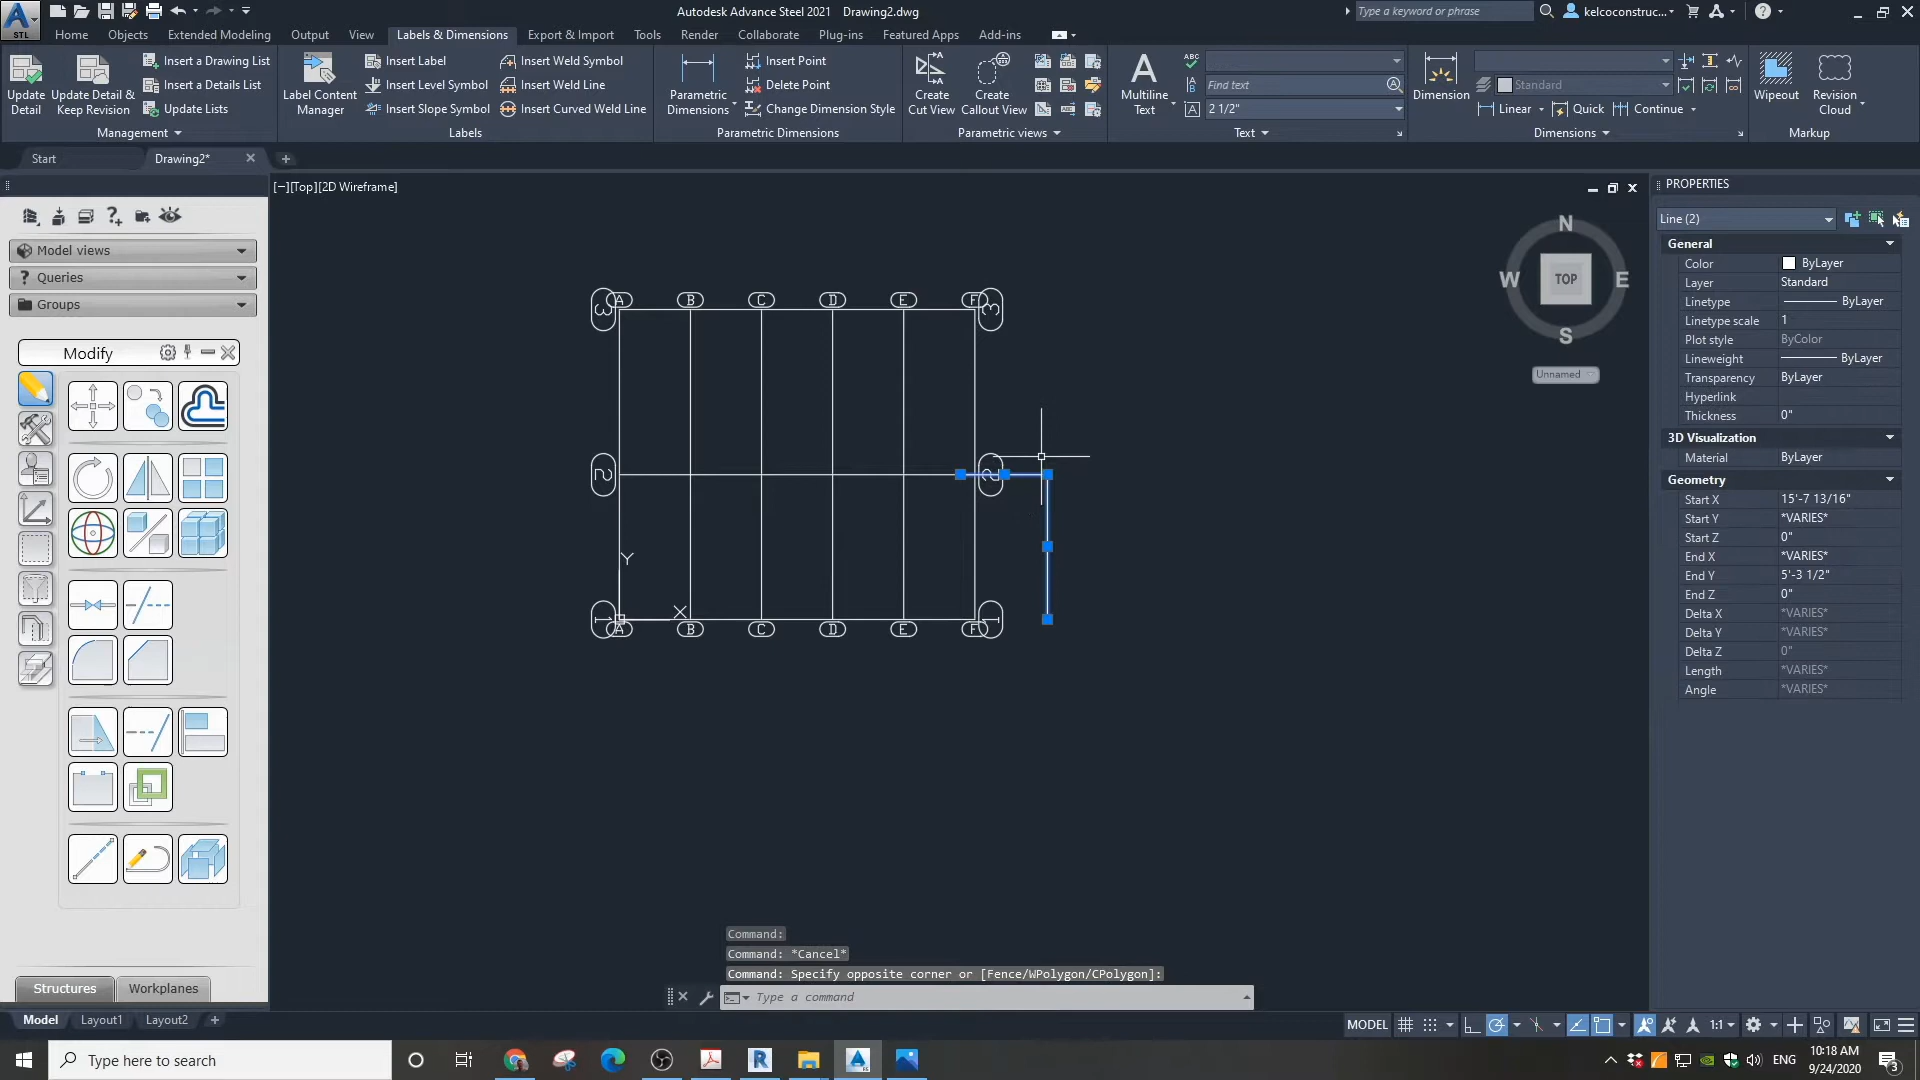 Autodesk Advance Steel 2021 Drawing2.dwg
Type a keyword or phrase
kelcoconstruc...
STL
Home Objects Extended Modeling Output View Labels & Dimensions Export & Import Tools Render Collaborate Plug-ins Featured Apps Add-ins
Update Detail
Update Detail & Keep Revision
Insert a Drawing List
Insert a Details List
Update Lists
Management
Label Content Manager
Insert Label
Insert Level Symbol
Insert Slope Symbol
Insert Weld Symbol
Insert Weld Line
Insert Curved Weld Line
Labels
Parametric Dimensions
Insert Point
Delete Point
Change Dimension Style
Parametric Dimensions
Create Cut View
Create Callout View
Parametric views
Multiline Text
ABC
Find text
2 1/2"
Text
Dimension
Standard
Linear Quick Continue
Dimensions
Wipeout
Revision Cloud
Markup
Start Drawing2*
[−][Top][2D Wireframe]
Model views
Queries
Groups
Modify
Structures Workplanes
3 A B C D E F 3
2 2
Y
X
1 A B C D E F 1
N
W TOP E
S
Unnamed
PROPERTIES
Line (2)
General
Color ByLayer
Layer Standard
Linetype ByLayer
Linetype scale 1
Plot style ByColor
Lineweight ByLayer
Transparency ByLayer
Hyperlink
Thickness 0"
3D Visualization
Material ByLayer
Geometry
Start X 15'-7 13/16"
Start Y *VARIES*
Start Z 0"
End X *VARIES*
End Y 5'-3 1/2"
End Z 0"
Delta X *VARIES*
Delta Y *VARIES*
Delta Z 0"
Length *VARIES*
Angle *VARIES*
Command:
Command: *Cancel*
Command: Specify opposite corner or [Fence/WPolygon/CPolygon]:
Type a command
Model Layout1 Layout2
MODEL 1:1
Type here to search
ENG
10:18 AM
9/24/2020
3